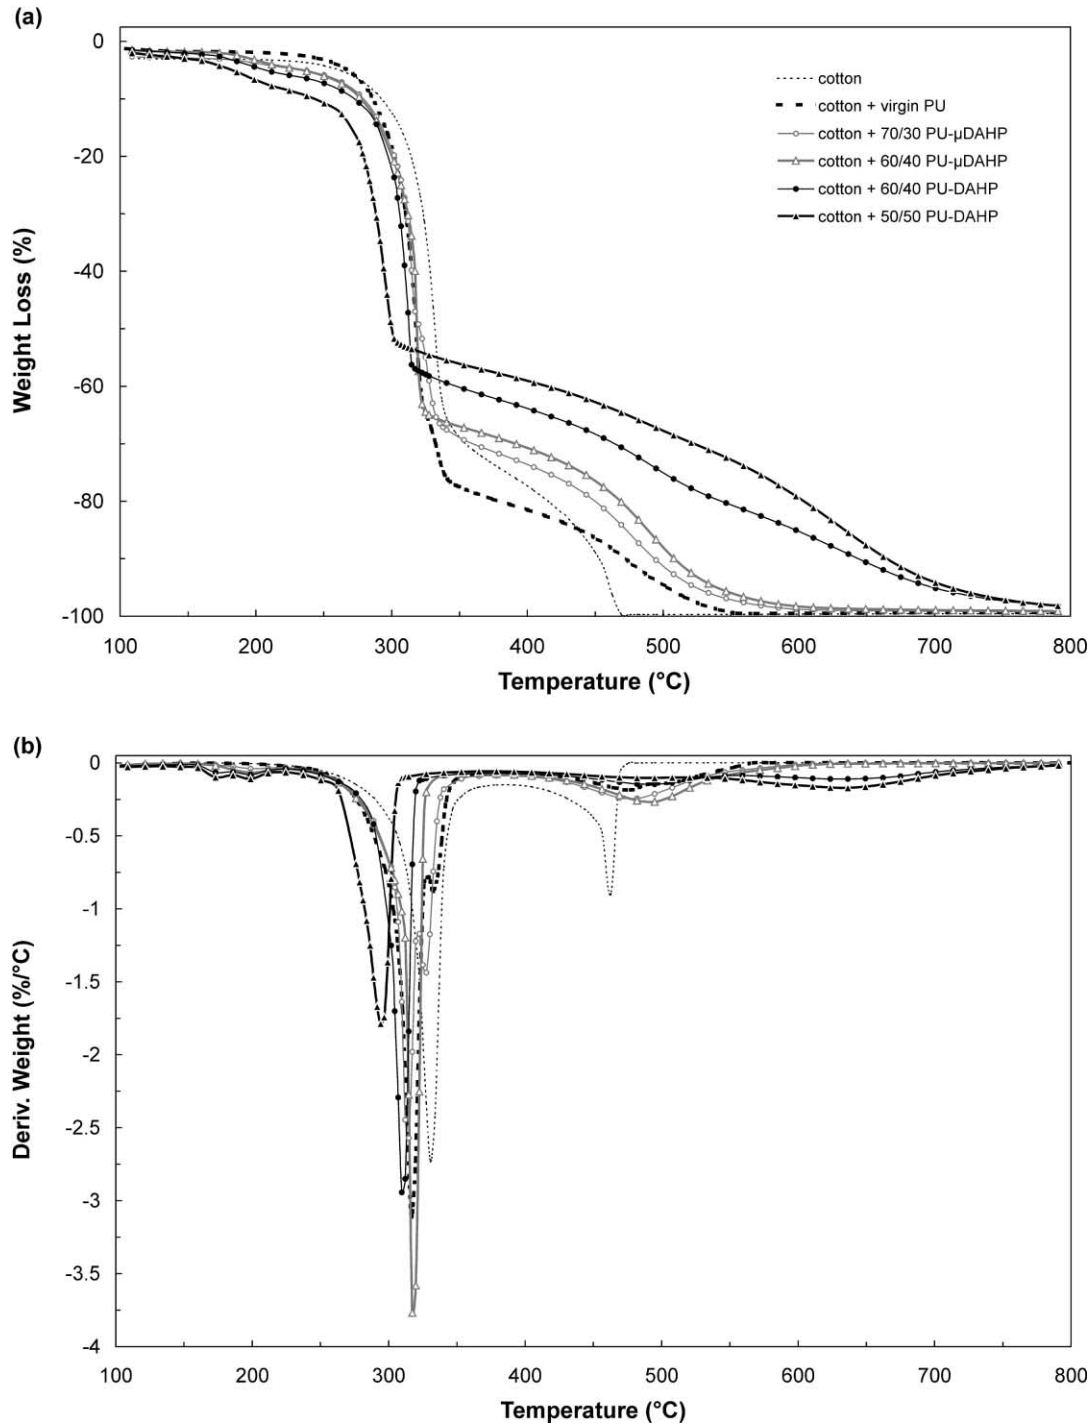 (a)
0
-20
-40
-60
-80
-100
Weight Loss (%)
cotton
cotton + virgin PU
cotton + 70/30 PU-µDAHP
cotton + 60/40 PU-µDAHP
cotton + 60/40 PU-DAHP
cotton + 50/50 PU-DAHP
100 200 300 400 500 600 700 800
Temperature (°C)
(b)
0
-0.5
-1
-1.5
-2
-2.5
-3
-3.5
-4
Deriv. Weight (%/°C)
100 200 300 400 500 600 700 800
Temperature (°C)